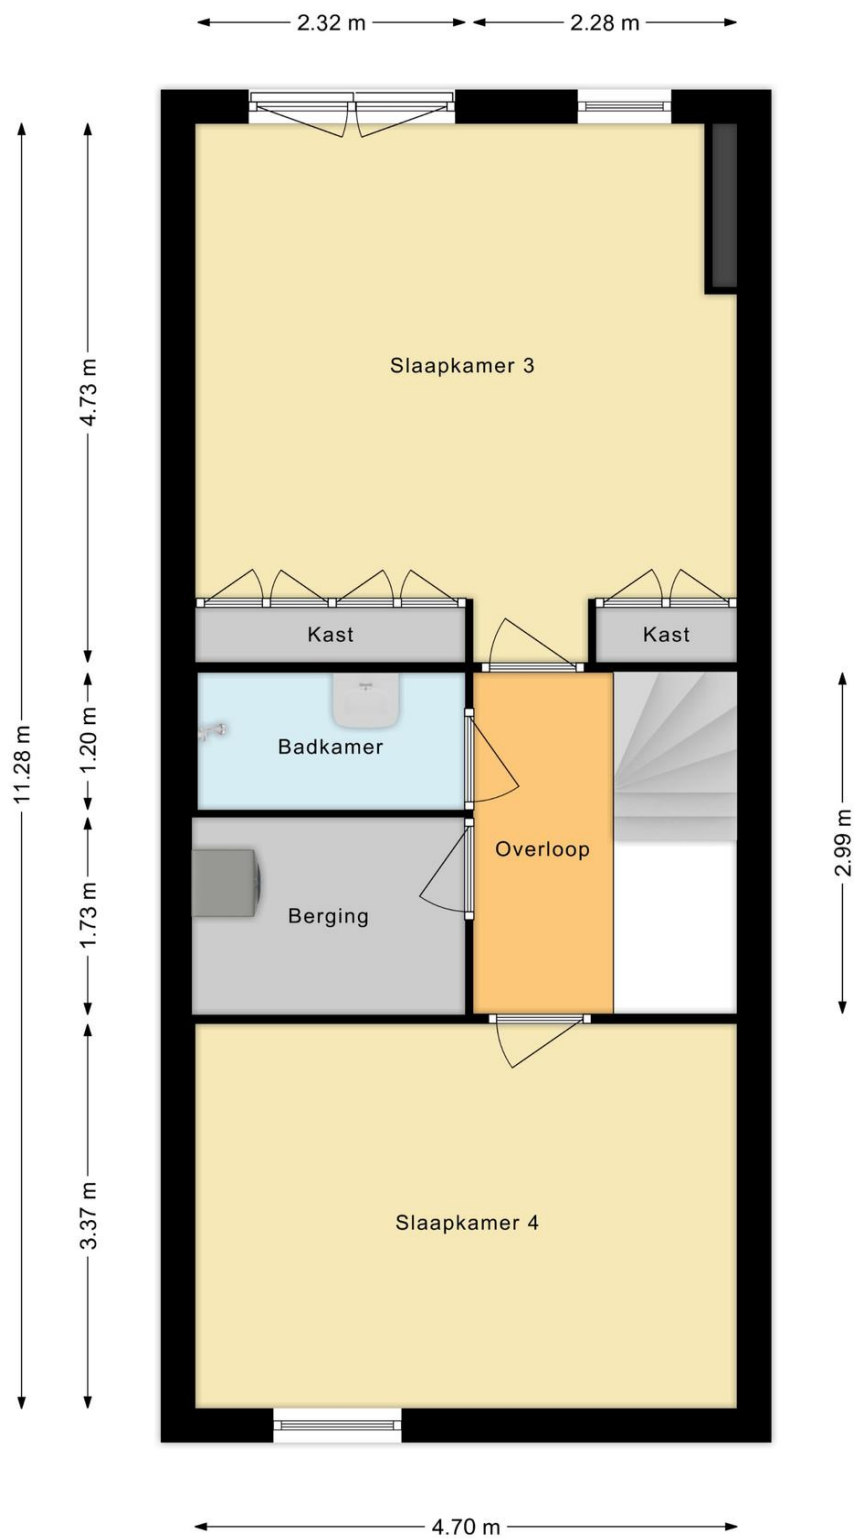 2.32 m
2.28 m
4.73 m
Slaapkamer 3
Kast
Kast
11.28 m
1.20 m
Badkamer
2.99 m
Overloop
1.73 m
Berging
3.37 m
Slaapkamer 4
4.70 m